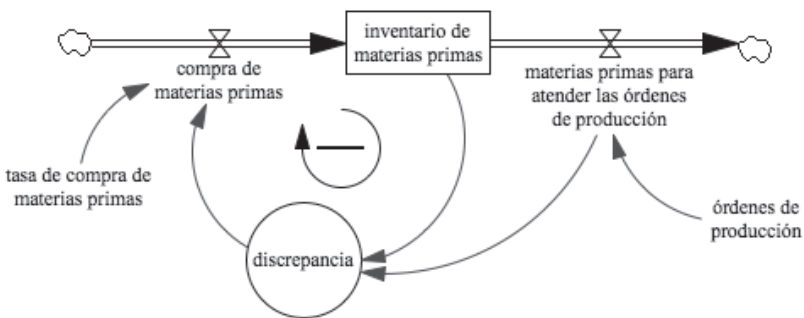 inventario de
materias primas
compra de
materias primas
materias primas para
atender las órdenes
de producción
tasa de compra de
materias primas
órdenes de
producción
discrepancia